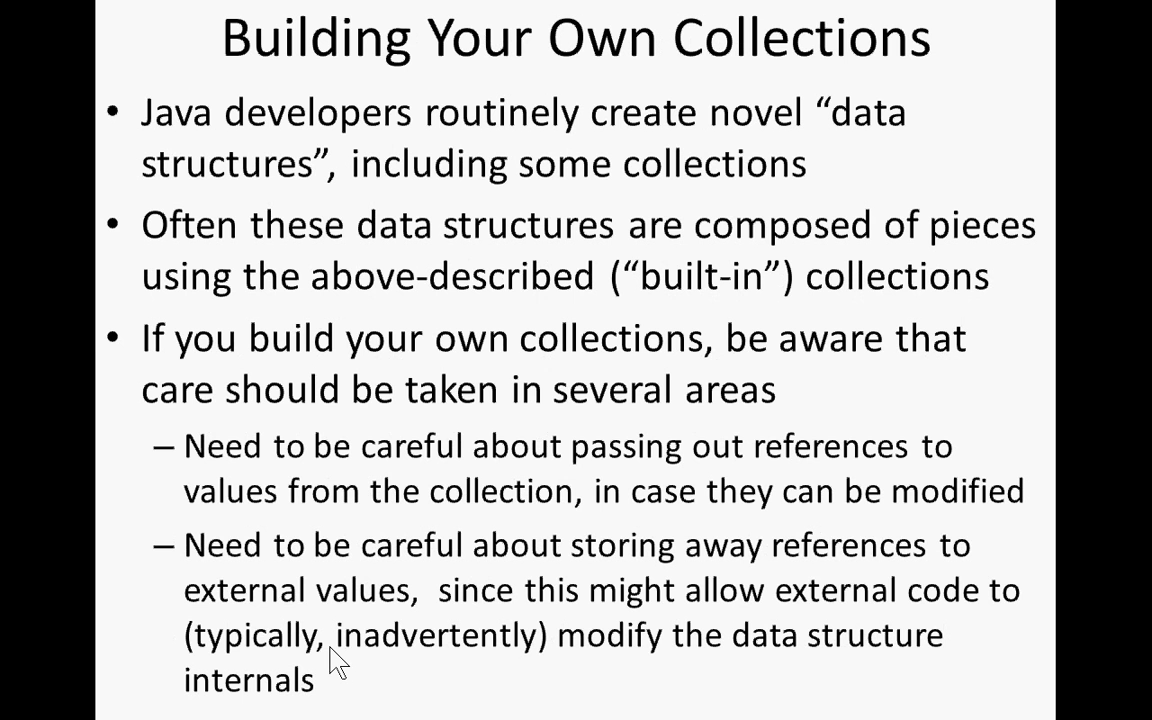 Building Your Own Collections
• Java developers routinely create novel “data
structures”, including some collections
• Often these data structures are composed of pieces
using the above-described (“built-in”) collections
• If you build your own collections, be aware that
care should be taken in several areas
– Need to be careful about passing out references to
values from the collection, in case they can be modified
– Need to be careful about storing away references to
external values,  since this might allow external code to
(typically, inadvertently) modify the data structure
internals